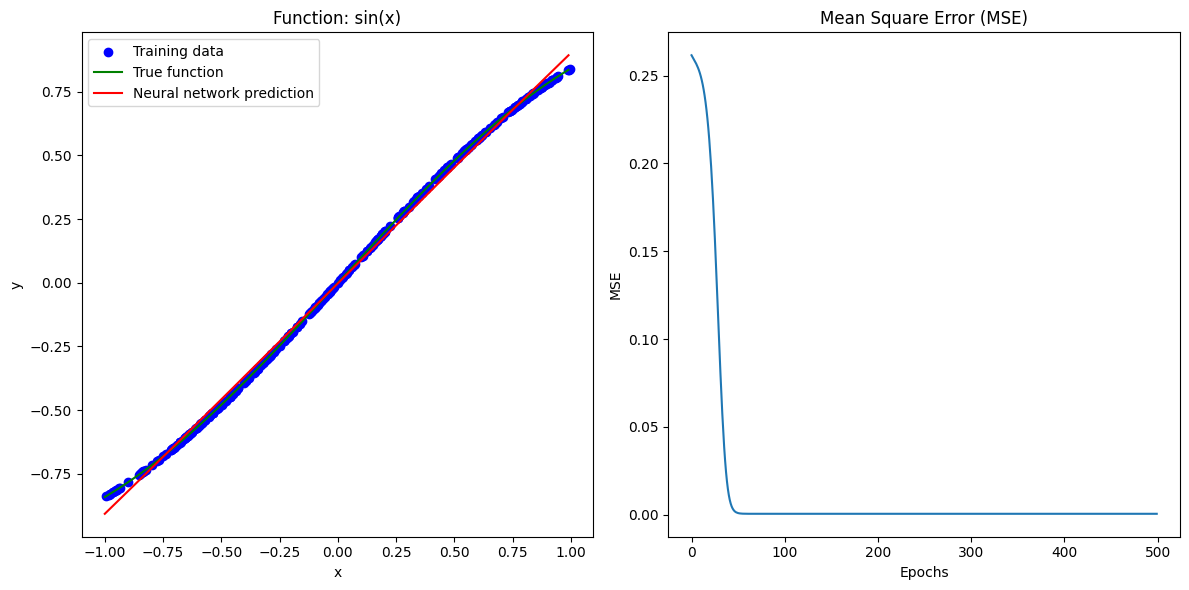 Function: sin(x)
Training data
True function
Neural network prediction
y
0.75
0.50
0.25
0.00
−0.25
−0.50
−0.75
−1.00 −0.75 −0.50 −0.25 0.00 0.25 0.50 0.75 1.00
x
Mean Square Error (MSE)
MSE
0.25
0.20
0.15
0.10
0.05
0.00
0 100 200 300 400 500
Epochs